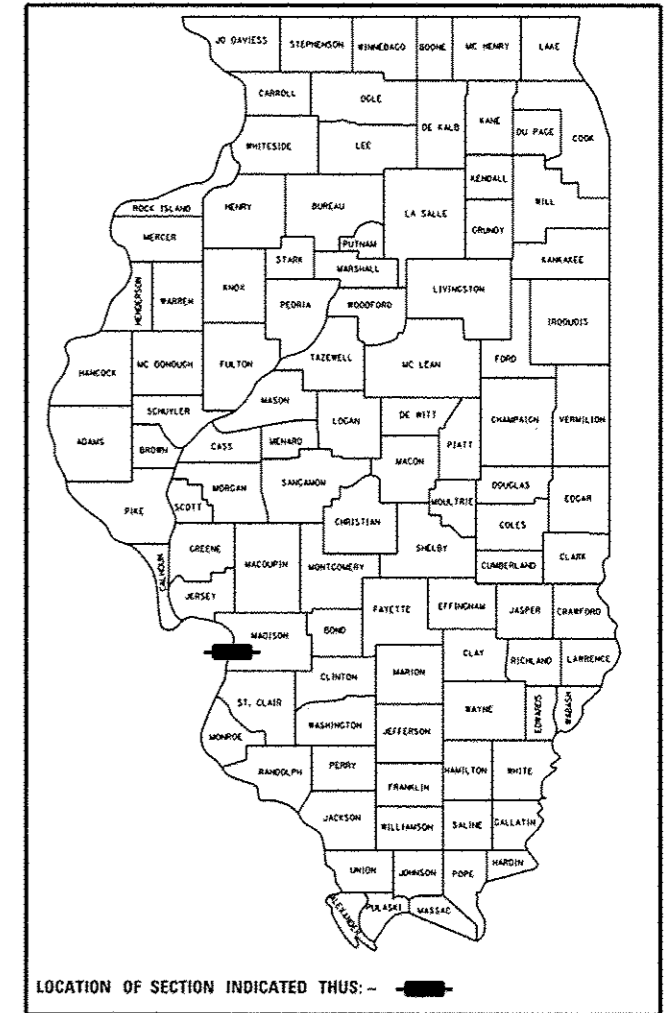 JO DAVIESS STEPHENSON WINNEBAGO BOONE MC HENRY LAKE
CARROLL OGLE DE KALB KANE DU PAGE COOK
WHITESIDE LEE
KENDALL
ROCK ISLAND HENRY BUREAU LA SALLE GRUNDY WILL
MERCER PUTNAM
STARK MARSHALL KANKAKEE
HENDERSON WARREN KNOX PEORIA WOODFORD LIVINGSTON IROQUOIS
HANCOCK MC DONOUGH FULTON TAZEWELL MC LEAN FORD
SCHUYLER MASON LOGAN DE WITT CHAMPAIGN VERMILION
ADAMS BROWN CASS MENARD MACON PIATT
PIKE SCOTT MORGAN SANGAMON MOULTRIE DOUGLAS EDGAR
CHRISTIAN COLES
CALHOUN GREENE MACOUPIN MONTGOMERY SHELBY CUMBERLAND CLARK
JERSEY FAYETTE EFFINGHAM JASPER CRAWFORD
MADISON BOND CLAY RICHLAND LAWRENCE
CLINTON MARION
ST. CLAIR WAYNE EDWARDS WABASH
MONROE WASHINGTON JEFFERSON
RANDOLPH PERRY HAMILTON WHITE
FRANKLIN
JACKSON WILLIAMSON SALINE GALLATIN
UNION JOHNSON POPE HARDIN
ALEXANDER PULASKI MASSAC
LOCATION OF SECTION INDICATED THUS: -